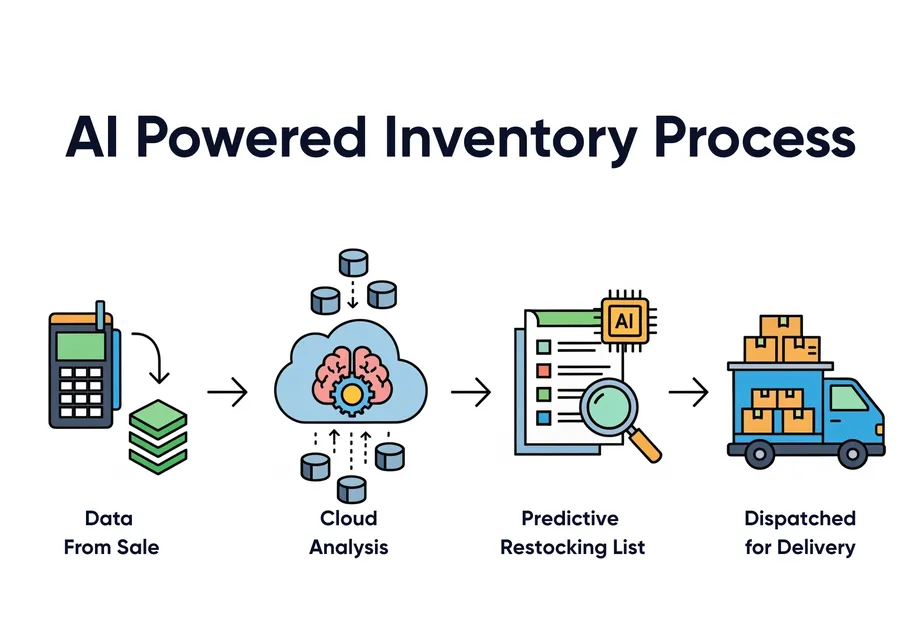 AI Powered Inventory Process
AI
Data
From Sale
Cloud
Analysis
Predictive
Restocking List
Dispatched
for Delivery